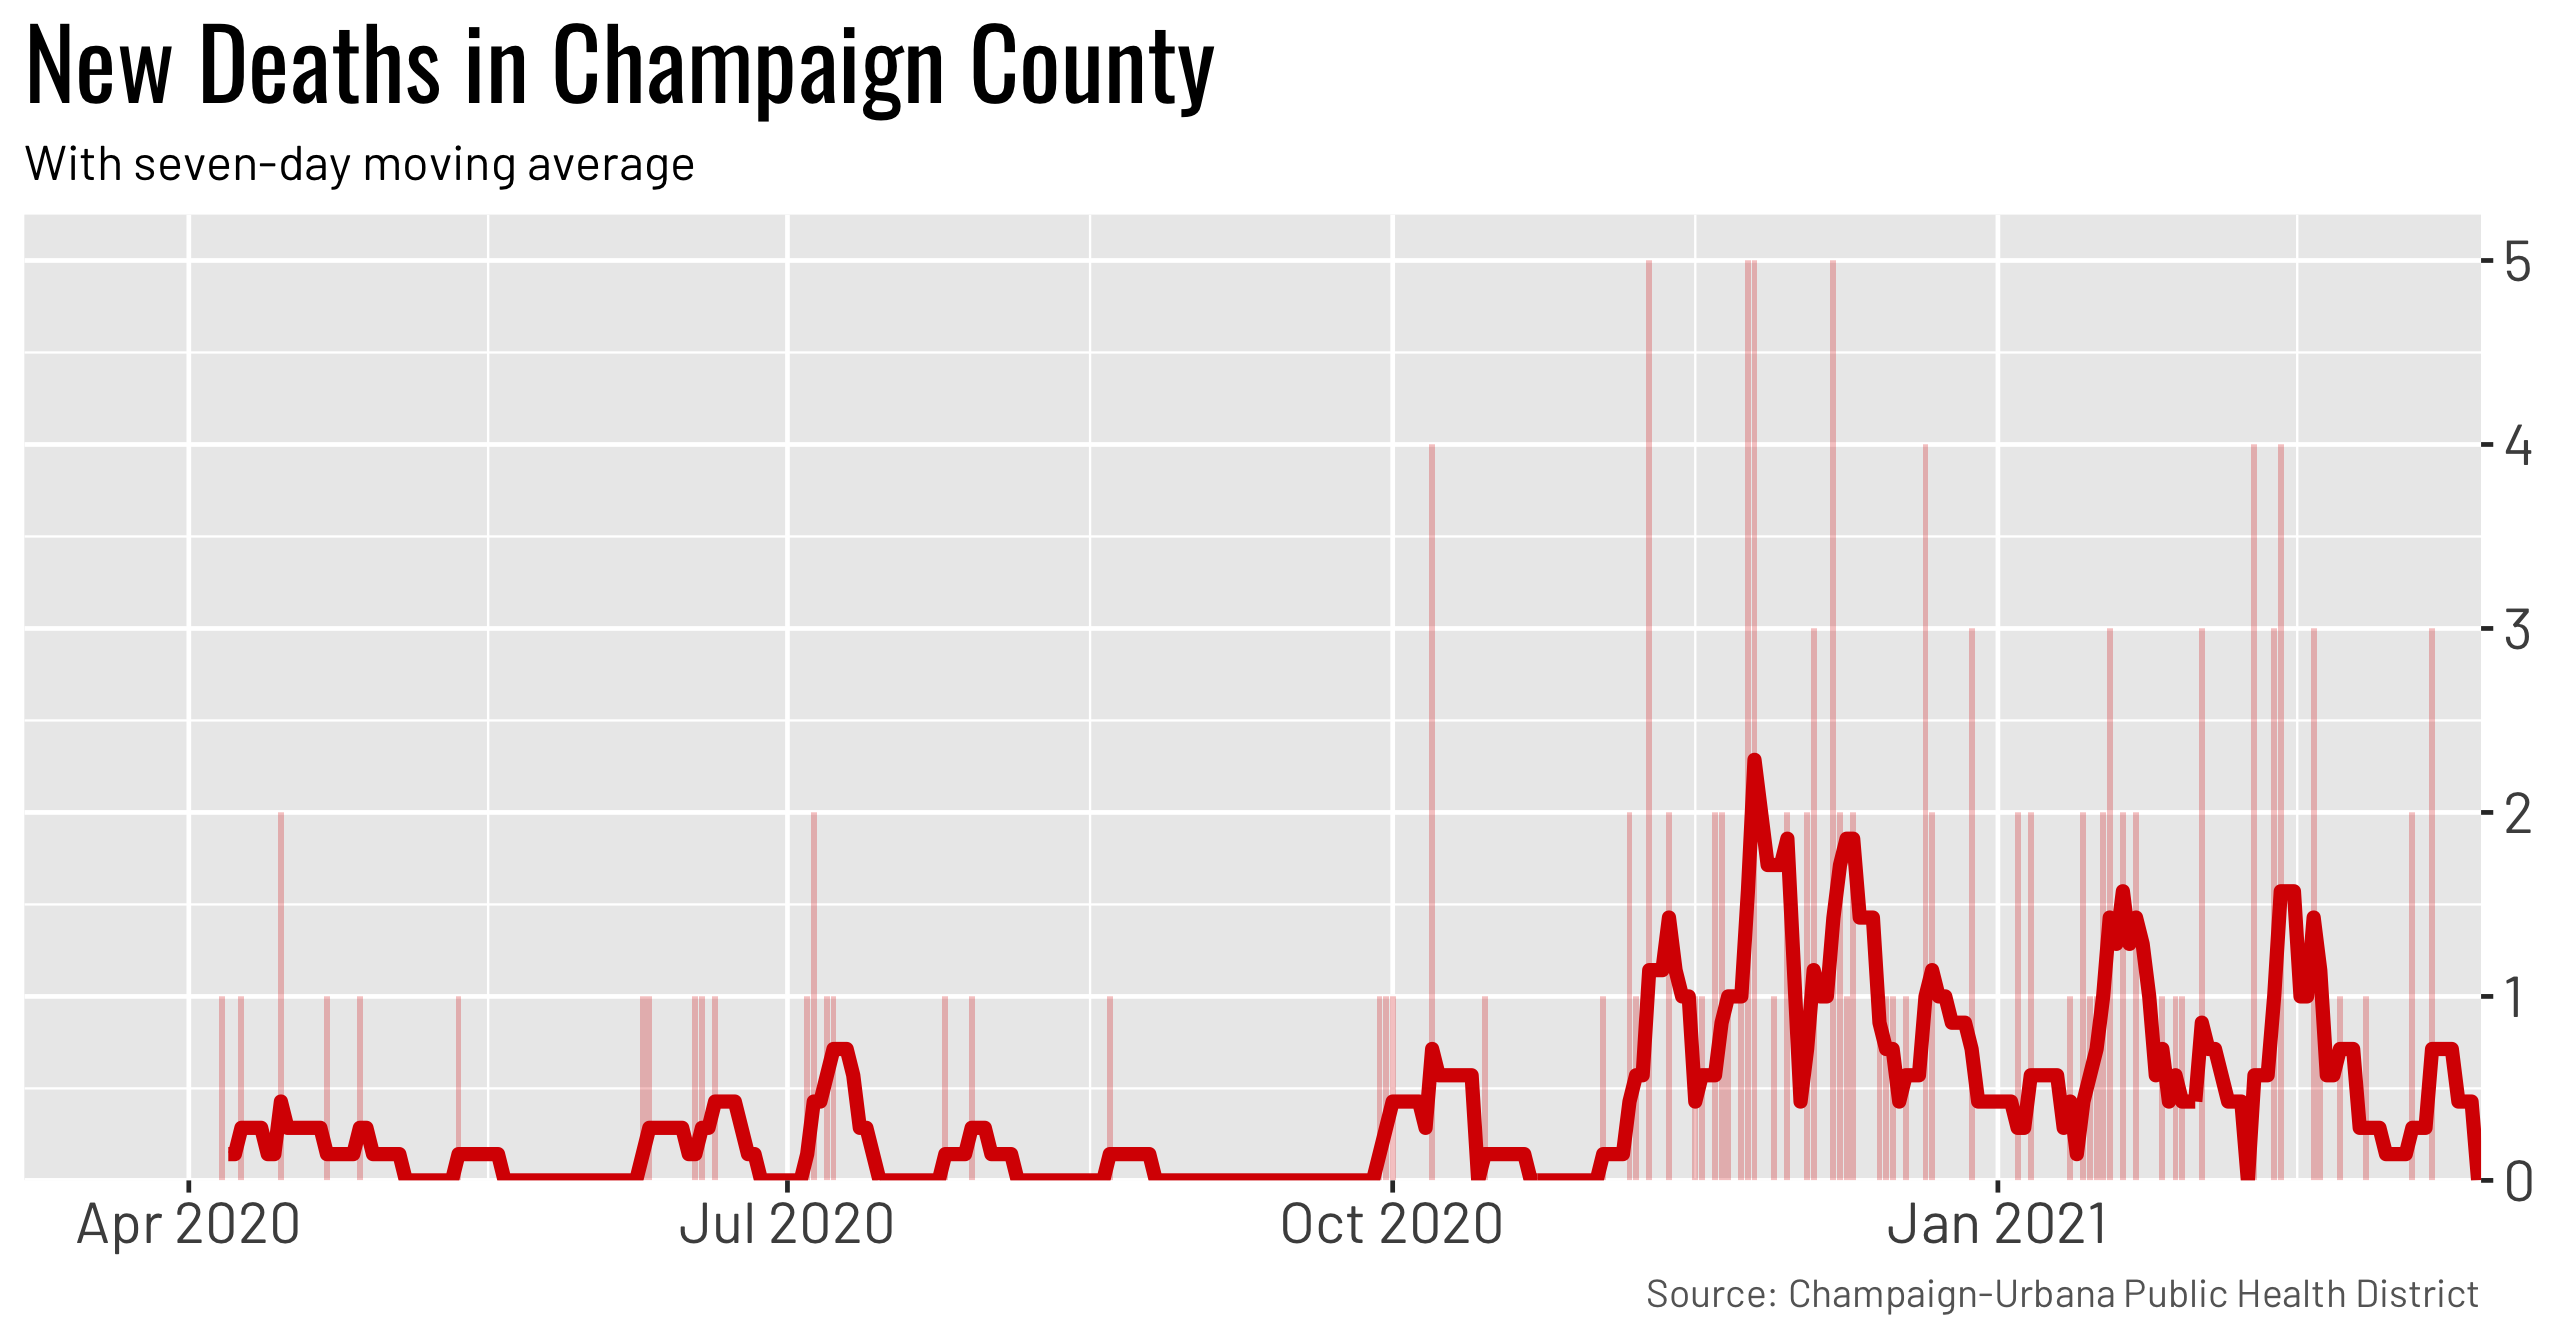 New Deaths in Champaign County
With seven-day moving average
5
4
3
2
1
0
Apr 2020 Jul 2020 Oct 2020 Jan 2021
Source: Champaign-Urbana Public Health District